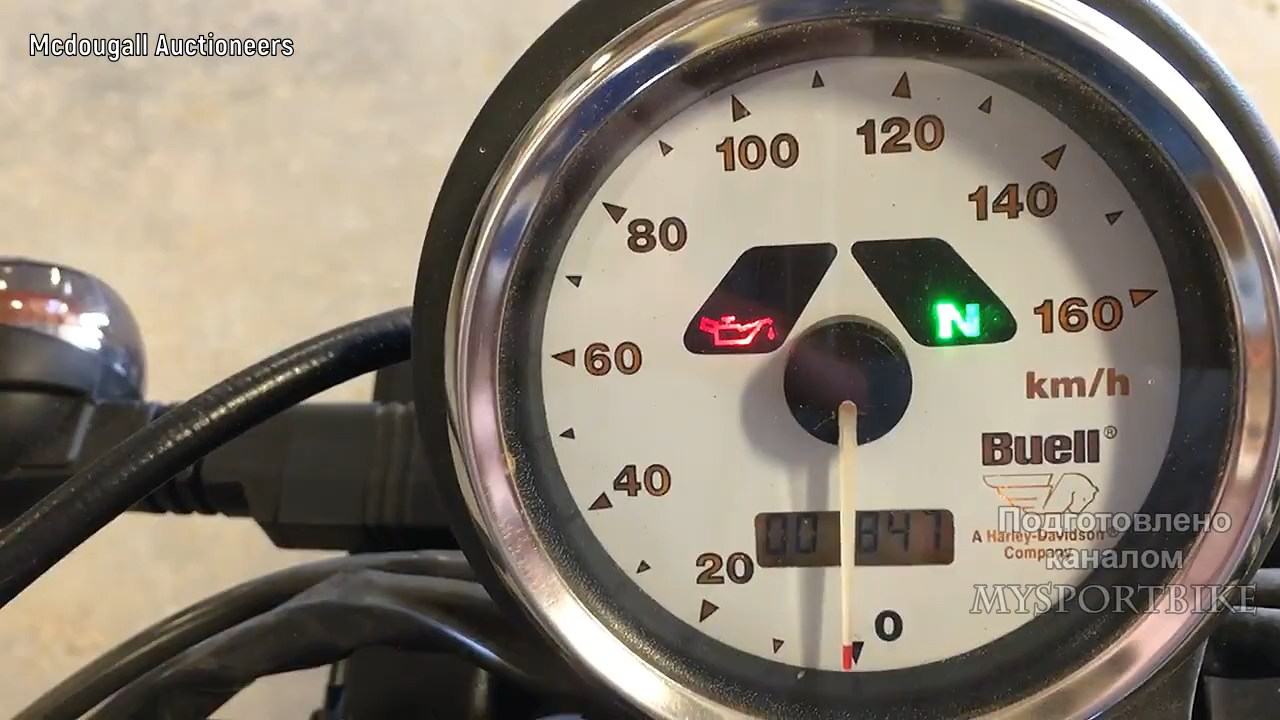 Mcdougall Auctioneers
100
120
140
80
160
60
N
km/h
Buell®
40
20
0
A Harley-Davidson®
Company
Подготовлено
каналом
MYSPORTBIKE